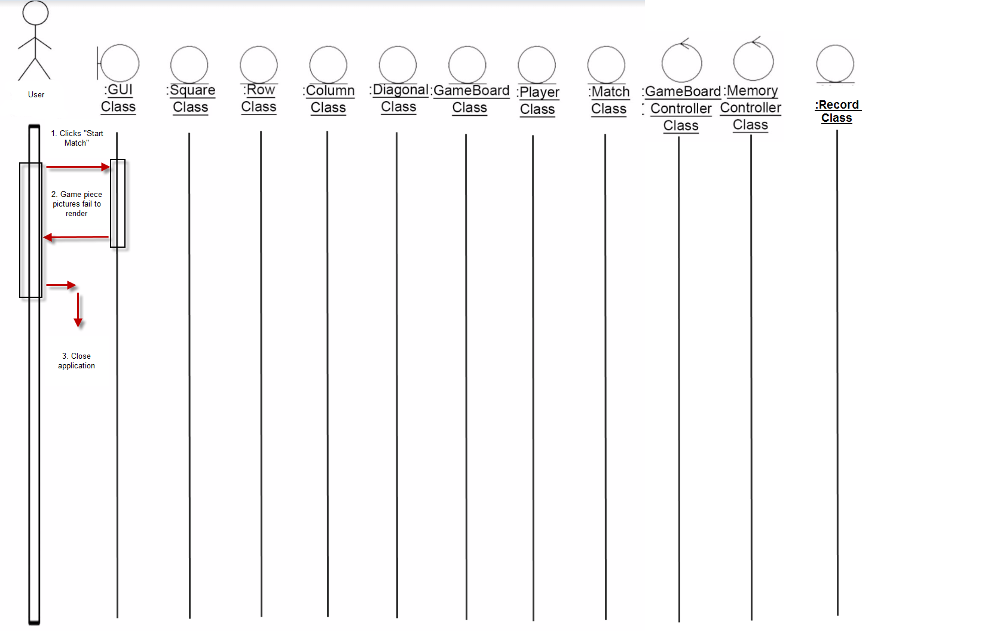 User
:GUI
Class
:Square
Class
:Row
Class
:Column
Class
:Diagonal
Class
:GameBoard
Class
:Player
Class
:Match
Class
:GameBoard
Controller
Class
:Memory
Controller
Class
:Record
Class
1. Clicks "Start
Match"
2. Game piece
pictures fail to
render
3. Close
application